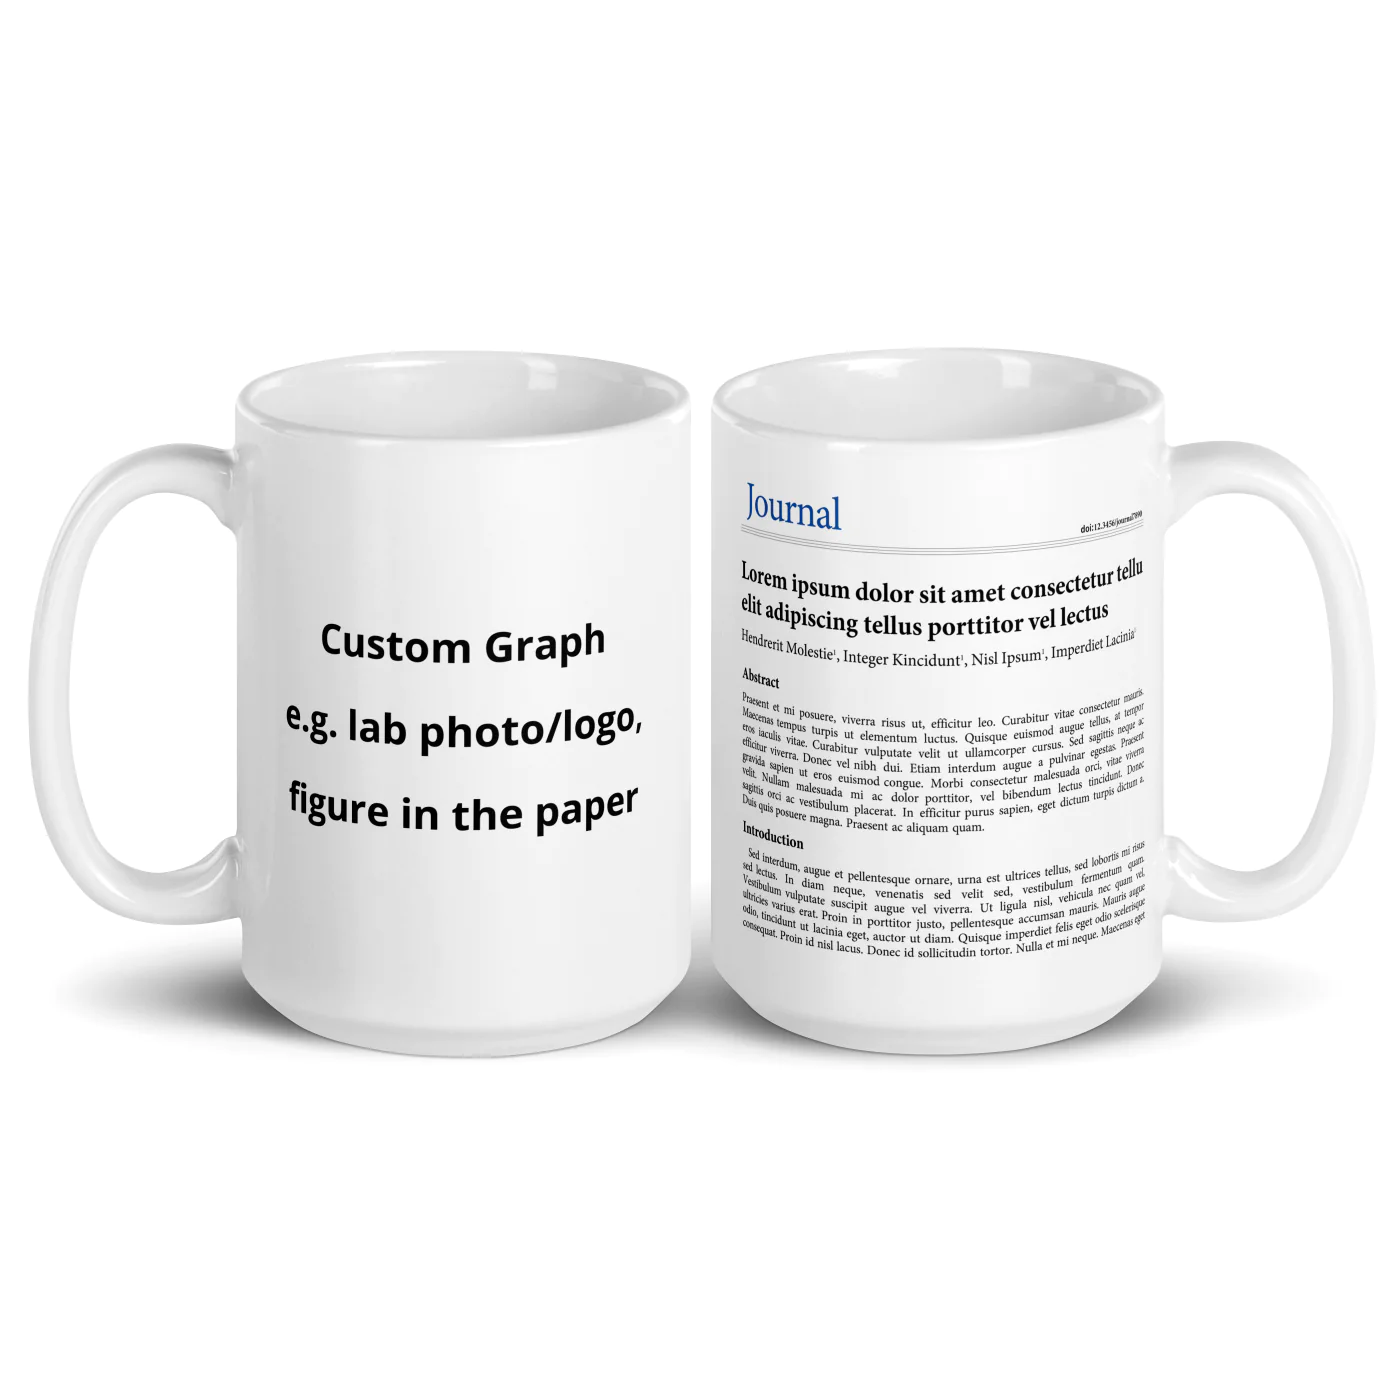 Custom Graph
e.g. lab photo/logo,
figure in the paper
Journal
doi:12.3456/journal7890
Lorem ipsum dolor sit amet consectetur tellu
elit adipiscing tellus porttitor vel lectus
Hendrerit Molestie¹, Integer Kincidunt¹, Nisl Ipsum¹, Imperdiet Lacinia¹
Abstract
Praesent et mi posuere, viverra risus ut, efficitur leo. Curabitur vitae consectetur mauris.
Maecenas tempus turpis ut elementum luctus. Quisque euismod augue tellus, at tempor
eros iaculis vitae. Curabitur vulputate velit ut ullamcorper cursus. Sed sagittis neque ac
efficitur viverra. Donec vel nibh dui. Etiam interdum augue a pulvinar egestas. Praesent
gravida sapien ut eros euismod congue. Morbi consectetur malesuada orci, vitae viverra
velit. Nullam malesuada mi ac dolor porttitor, vel bibendum lectus tincidunt. Donec
sagittis orci ac vestibulum placerat. In efficitur purus sapien, eget dictum turpis dictum a.
Duis quis posuere magna. Praesent ac aliquam quam.
Introduction
Sed interdum, augue et pellentesque ornare, urna est ultrices tellus, sed lobortis mi risus
sed lectus. In diam neque, venenatis sed velit sed, vestibulum fermentum quam.
Vestibulum vulputate suscipit augue vel viverra. Ut ligula nisl, vehicula nec quam vel,
ultricies varius erat. Proin in porttitor justo, pellentesque accumsan mauris. Mauris augue
odio, tincidunt ut lacinia eget, auctor ut diam. Quisque imperdiet felis eget odio scelerisque
consequat. Proin id nisl lacus. Donec id sollicitudin tortor. Nulla et mi neque. Maecenas eget